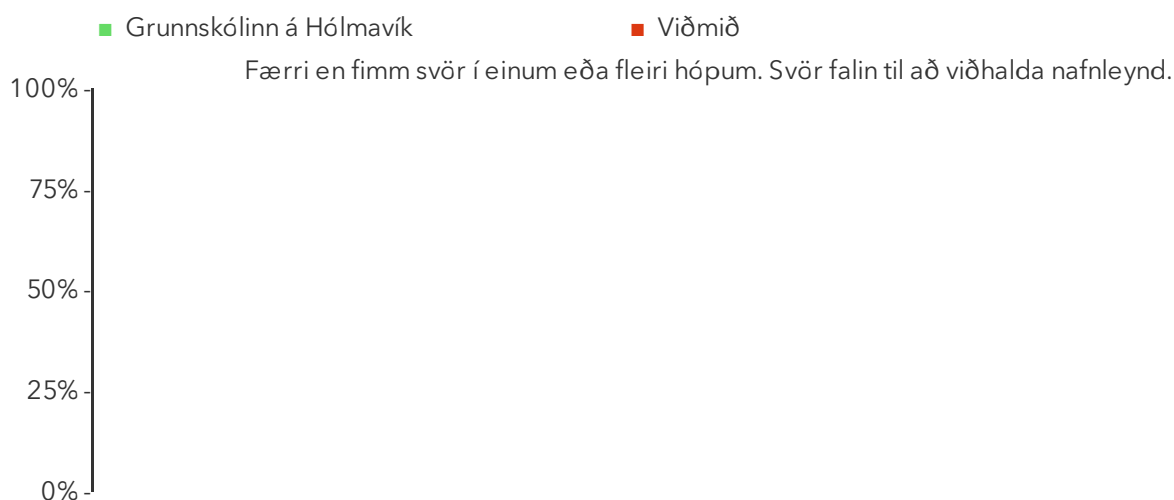 Grunnskólinn á Hólmavík Viðmið
Færri en fimm svör í einum eða fleiri hópum. Svör falin til að viðhalda nafnleynd.
100%
75%
50%
25%
0%